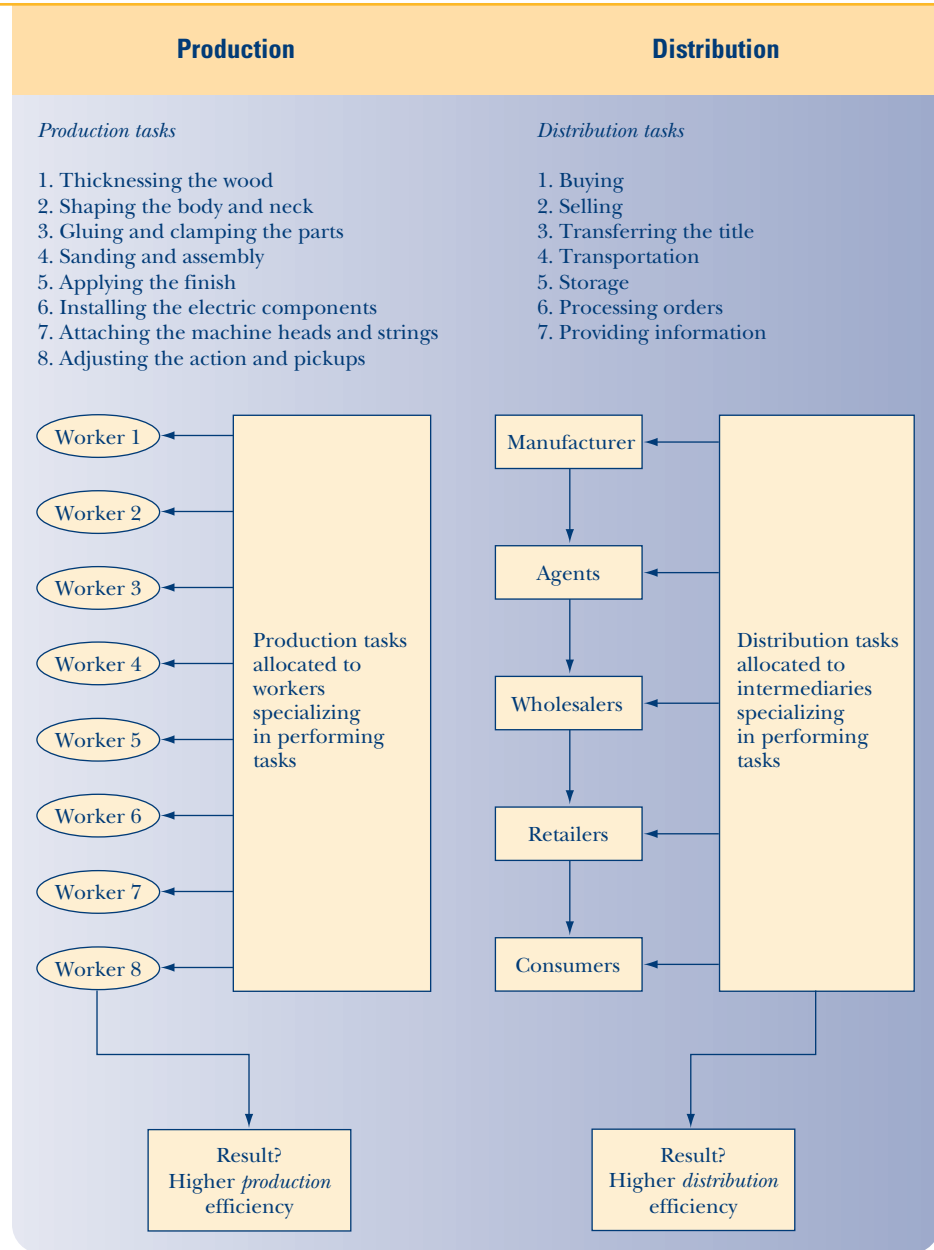 Production
Production tasks
1. Thicknessing the wood
2. Shaping the body and neck
3. Gluing and clamping the parts
4. Sanding and assembly
5. Applying the finish
6. Installing the electric components
7. Attaching the machine heads and strings
8. Adjusting the action and pickups
Worker 1
Worker 2
Worker 3
Worker 4
Worker 5
Worker 6
Worker 7
Worker 8
Production tasks
allocated to
workers
specializing
in performing
tasks
Result?
Higher production
efficiency
Distribution
Distribution tasks
1. Buying
2. Selling
3. Transferring the title
4. Transportation
5. Storage
6. Processing orders
7. Providing information
Manufacturer
Agents
Wholesalers
Retailers
Consumers
Distribution tasks
allocated to
intermediaries
specializing
in performing
tasks
Result?
Higher distribution
efficiency